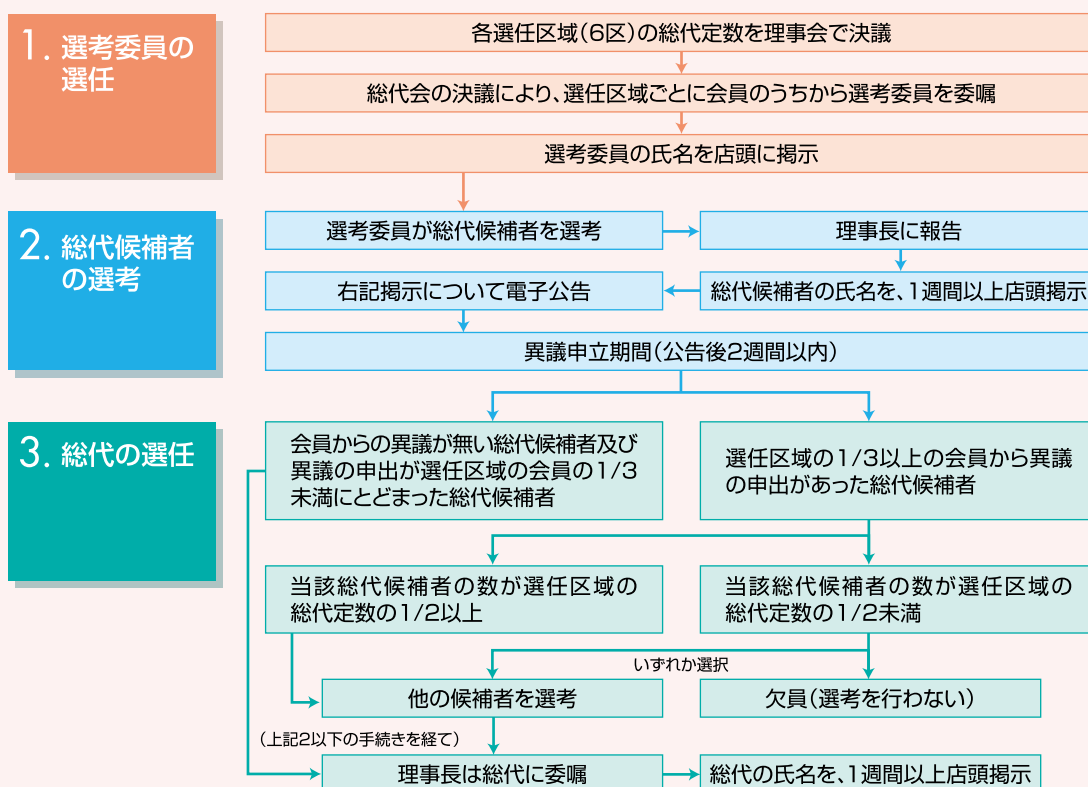 1. 選考委員の
選任
各選任区域（6区）の総代定数を理事会で決議
総代会の決議により、選任区域ごとに会員のうちから選考委員を委嘱
選考委員の氏名を店頭に掲示
2. 総代候補者
の選考
選考委員が総代候補者を選考
理事長に報告
右記掲示について電子公告
総代候補者の氏名を、1週間以上店頭掲示
異議申立期間（公告後2週間以内）
3. 総代の選任
会員からの異議が無い総代候補者及び
異議の申出が選任区域の会員の1/3
未満にとどまった総代候補者
選任区域の1/3以上の会員から異議
の申出があった総代候補者
当該総代候補者の数が選任区域の
総代定数の1/2以上
当該総代候補者の数が選任区域の
総代定数の1/2未満
いずれか選択
他の候補者を選考
欠員（選考を行わない）
（上記2以下の手続きを経て）
理事長は総代に委嘱
総代の氏名を、1週間以上店頭掲示